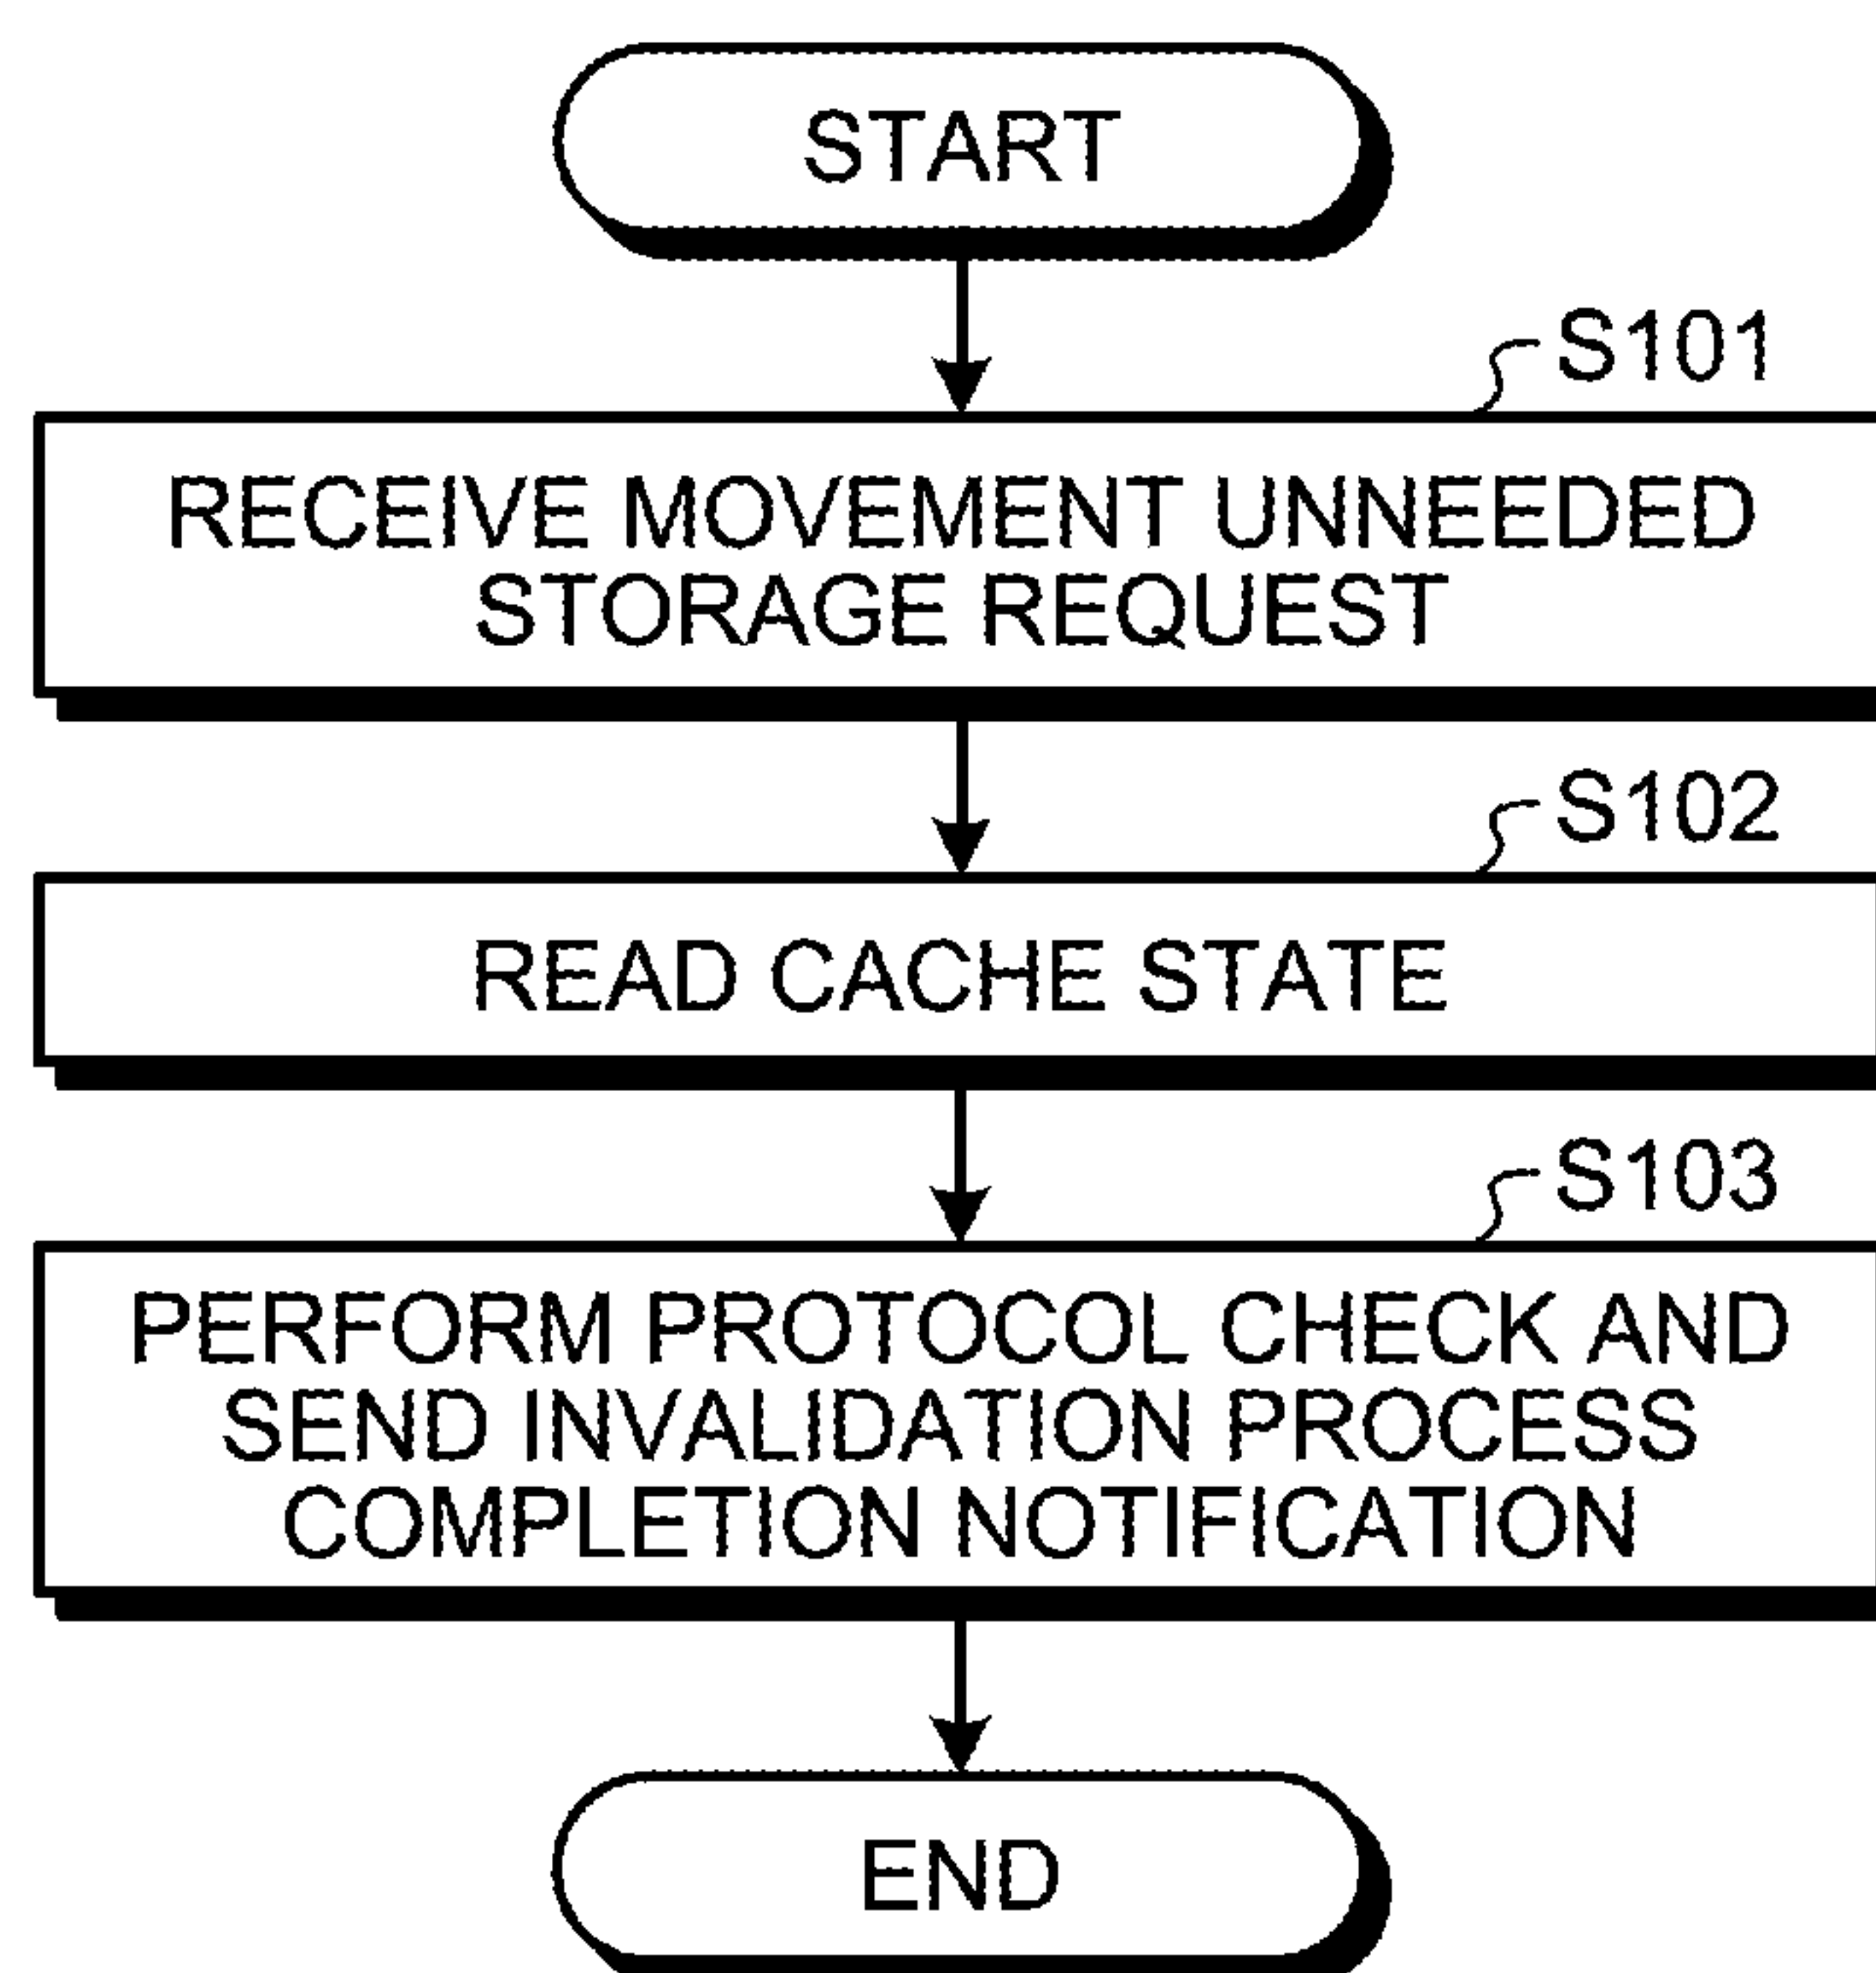 START
S101
RECEIVE MOVEMENT UNNEEDED
STORAGE REQUEST
S102
READ CACHE STATE
S103
PERFORM PROTOCOL CHECK AND
SEND INVALIDATION PROCESS
COMPLETION NOTIFICATION
END